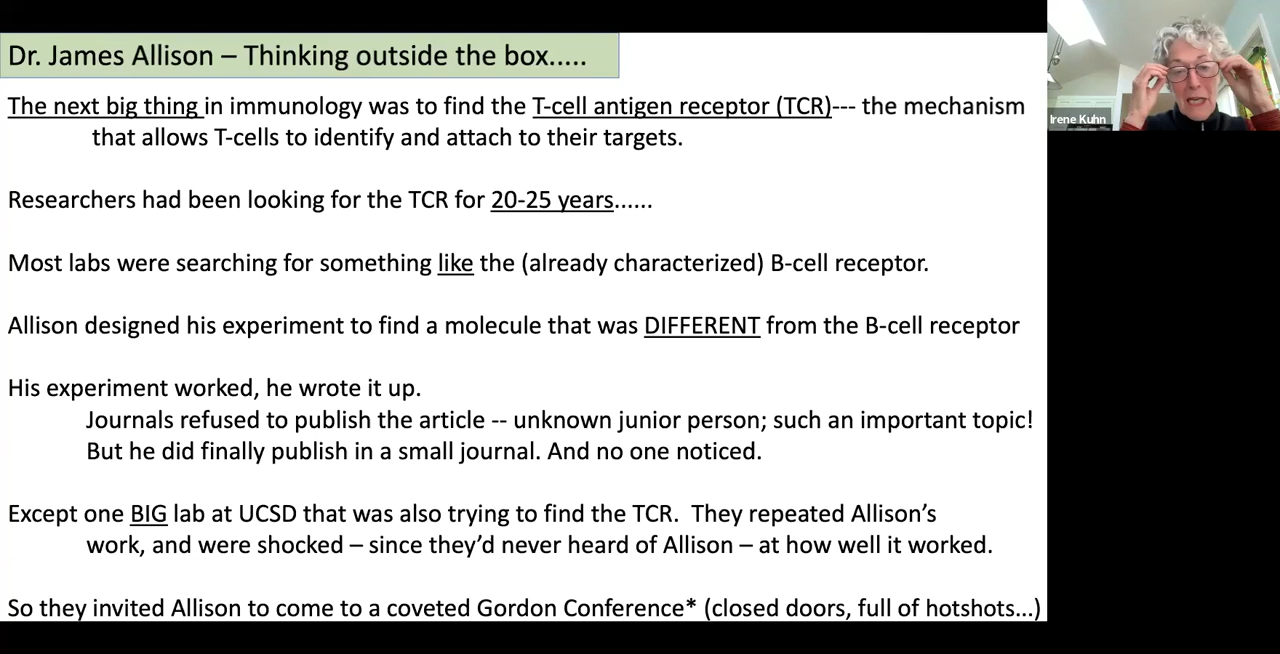 Dr. James Allison – Thinking outside the box.....
The next big thing in immunology was to find the T-cell antigen receptor (TCR)--- the mechanism
that allows T-cells to identify and attach to their targets.
Researchers had been looking for the TCR for 20-25 years......
Most labs were searching for something like the (already characterized) B-cell receptor.
Allison designed his experiment to find a molecule that was DIFFERENT from the B-cell receptor
His experiment worked, he wrote it up.
Journals refused to publish the article -- unknown junior person; such an important topic!
But he did finally publish in a small journal. And no one noticed.
Except one BIG lab at UCSD that was also trying to find the TCR.  They repeated Allison’s
work, and were shocked – since they’d never heard of Allison – at how well it worked.
So they invited Allison to come to a coveted Gordon Conference* (closed doors, full of hotshots...)
Irene Kuhn